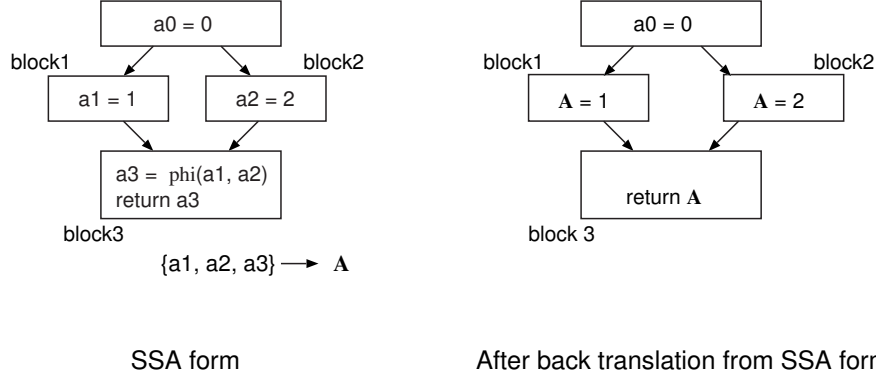 a0 = 0
block1
block2
a1 = 1
a2 = 2
a3 = phi(a1, a2)
return a3
block3
{a1, a2, a3} A
SSA form
a0 = 0
block1
block2
A = 1
A = 2
return A
block 3
After back translation from SSA form